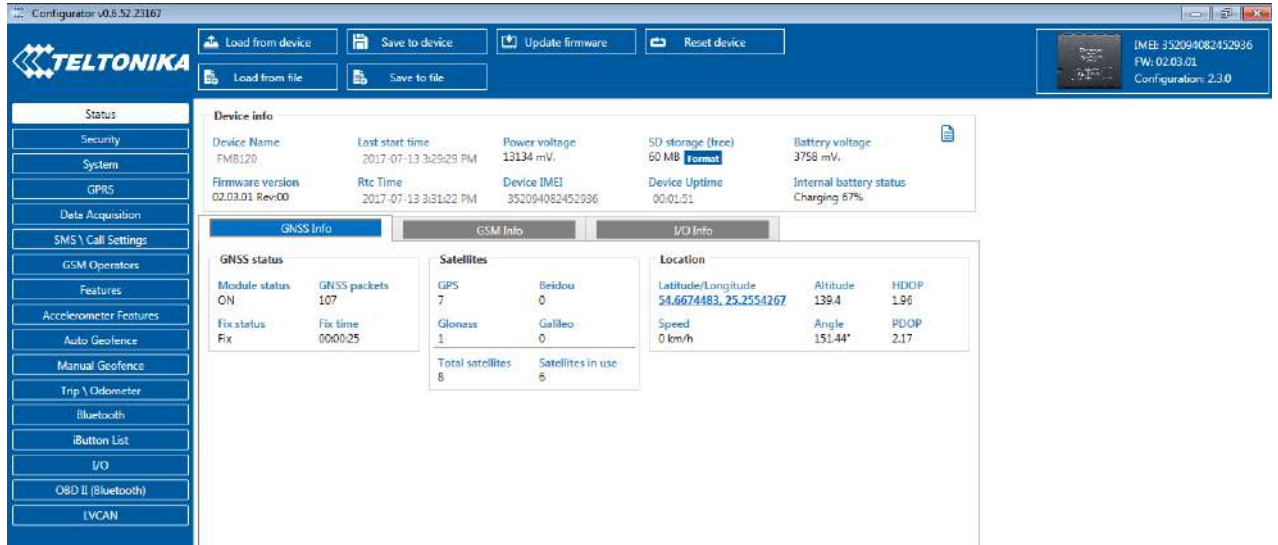 Configurator v0.6.52.23167
TELTONIKA
Load from device
Save to device
Update firmware
Reset device
Load from file
Save to file
IMEI: 352094082452936
FW: 02.03.01
Configuration: 2.3.0
Status
Security
System
GPRS
Data Acquisition
SMS \ Call Settings
GSM Operators
Features
Accelerometer Features
Auto Geofence
Manual Geofence
Trip \ Odometer
Bluetooth
iButton List
I/O
OBD II (Bluetooth)
LVCAN
Device info
Device Name Last start time Power voltage SD storage (free) Battery voltage
FMB120 2017-07-13 3:29:29 PM 13134 mV. 60 MB Format 3758 mV.
Firmware version Rtc Time Device IMEI Device Uptime Internal battery status
02.03.01 Rev:00 2017-07-13 3:31:22 PM 352094082452936 00:01:51 Charging 67%
GNSS Info GSM Info I/O Info
GNSS status
Module status GNSS packets
ON 107
Fix status Fix time
Fix 00:00:25
Satellites
GPS Beidou
7 0
Glonass Galileo
1 0
Total satellites Satellites in use
8 6
Location
Latitude/Longitude Altitude HDOP
54.6674483, 25.2554267 139.4 1.96
Speed Angle PDOP
0 km/h 151.44° 2.17